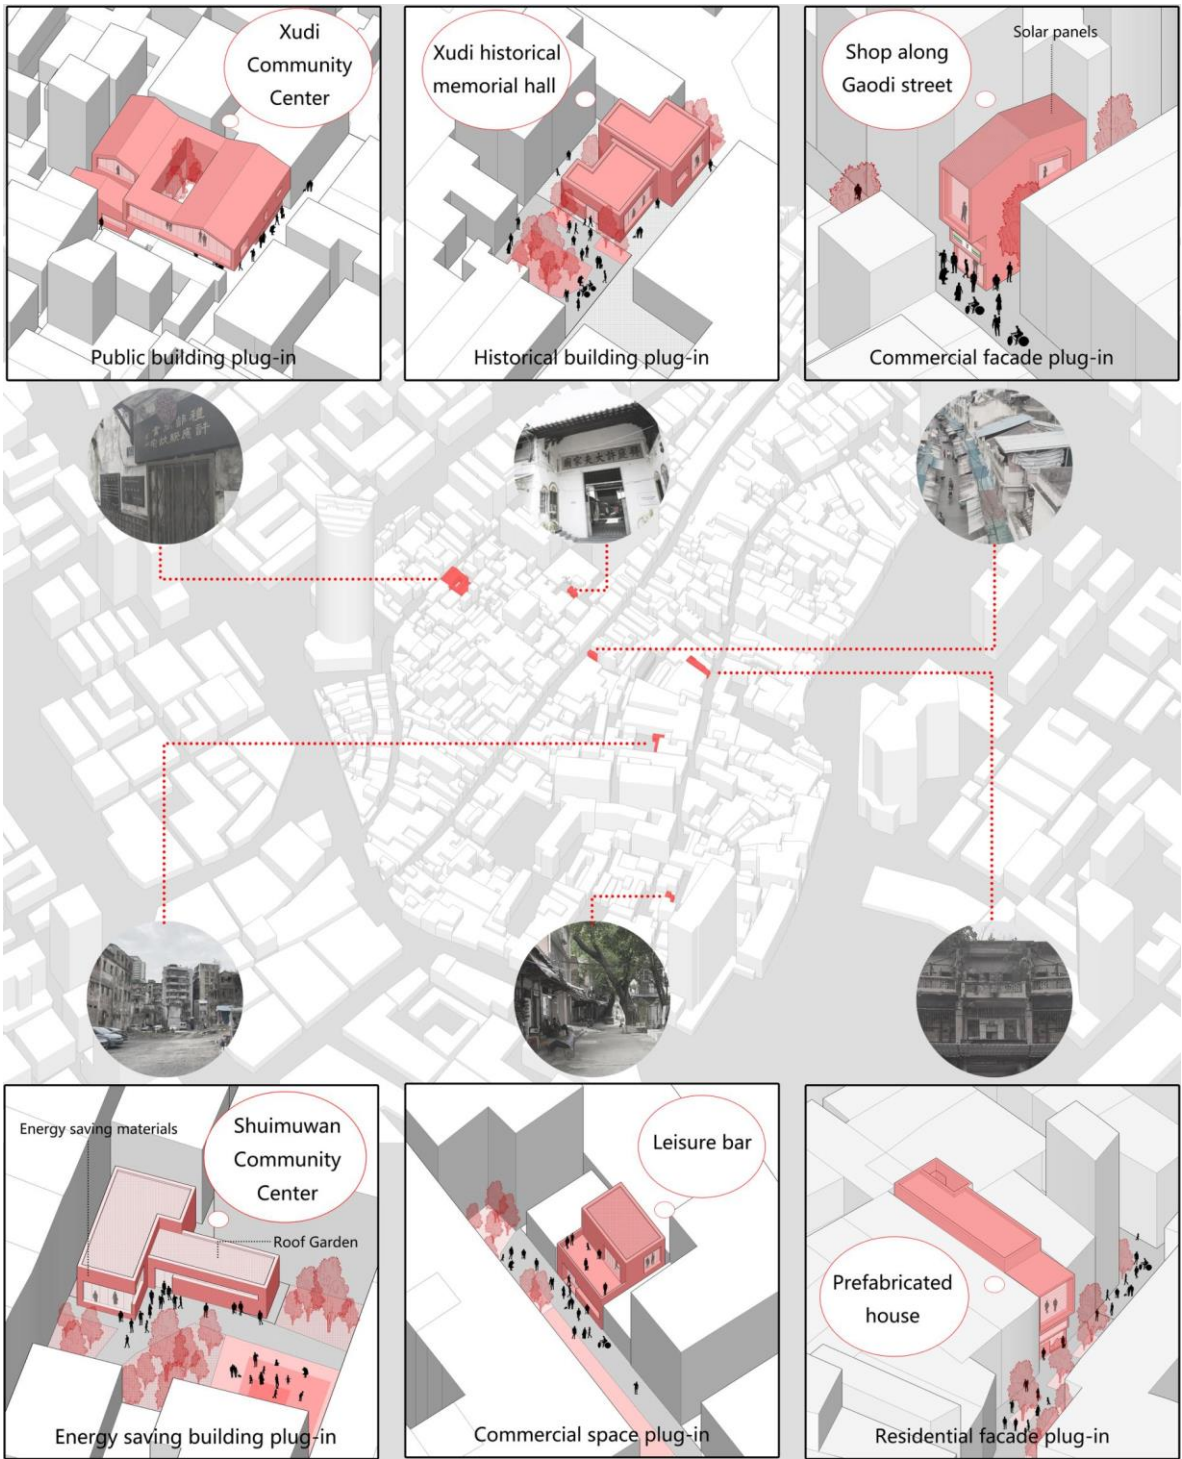 Xudi
Community
Center
Public building plug-in
Xudi historical
memorial hall
Historical building plug-in
Shop along
Gaodi street
Solar panels
Commercial facade plug-in
Energy saving materials
Shuimuwan
Community
Center
Roof Garden
Energy saving building plug-in
Leisure bar
Commercial space plug-in
Prefabricated
house
Residential facade plug-in